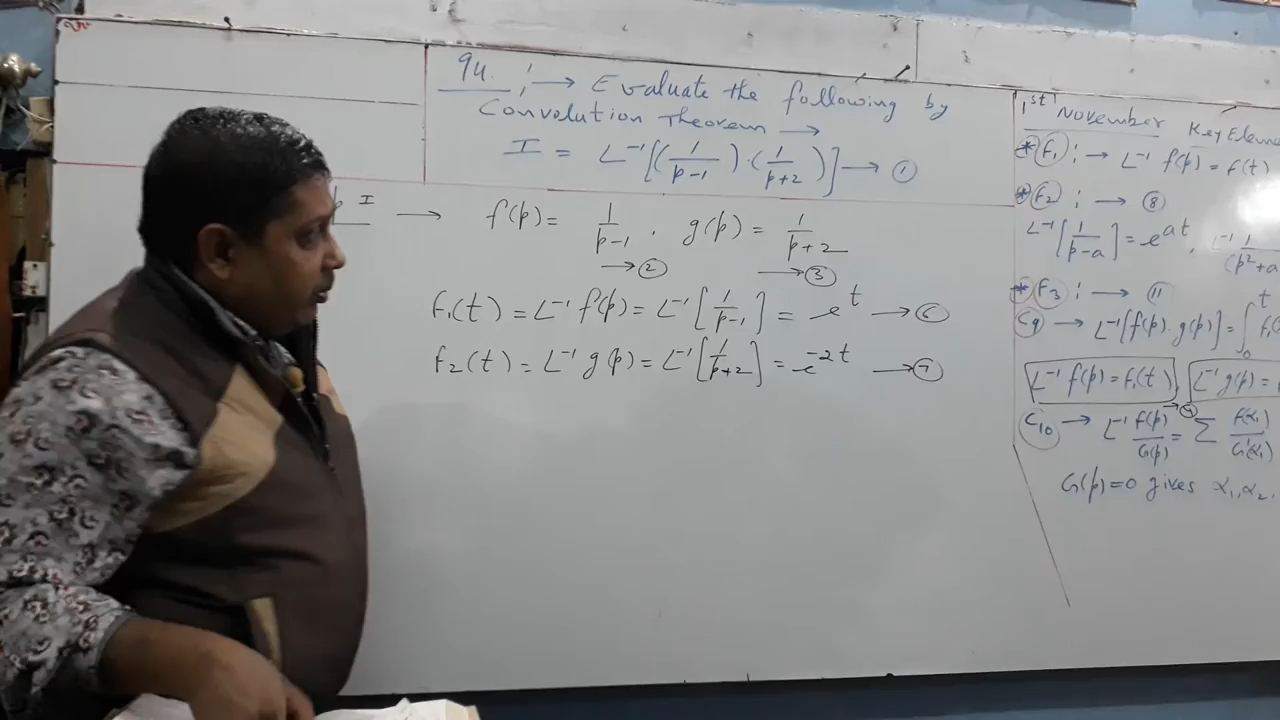 94. ;→ Evaluate the following by
Convolution Theorem →
I = L⁻¹[(1/(p-1))·(1/(p+2))] → ①
p I → f(p) = 1/(p-1) . g(p) = 1/(p+2)
→ ② → ③
F₁(t) = L⁻¹ f(p) = L⁻¹[1/(p-1)] = e^t → ⑥
F₂(t) = L⁻¹ g(p) = L⁻¹[1/(p+2)] = e^-2t → ⑦
1st November Key Eleme
*F₁ ;→ L⁻¹ f(p) = f(t)
*F₂ ;→ ⑧
L⁻¹[1/(p-a)] = e^at, L⁻¹ 1/(p²+a
*F₃ ;→ ⑪
C9 → L⁻¹[f(p).g(p)] = ∫₀^t F₁(
L⁻¹ f(p) = F₁(t), L⁻¹ g(p) =
→ ④
C10 → L⁻¹ F(p)/G(p) = Σ F(α₁)/G'(α₁)
G(p)=0 gives α₁,α₂,